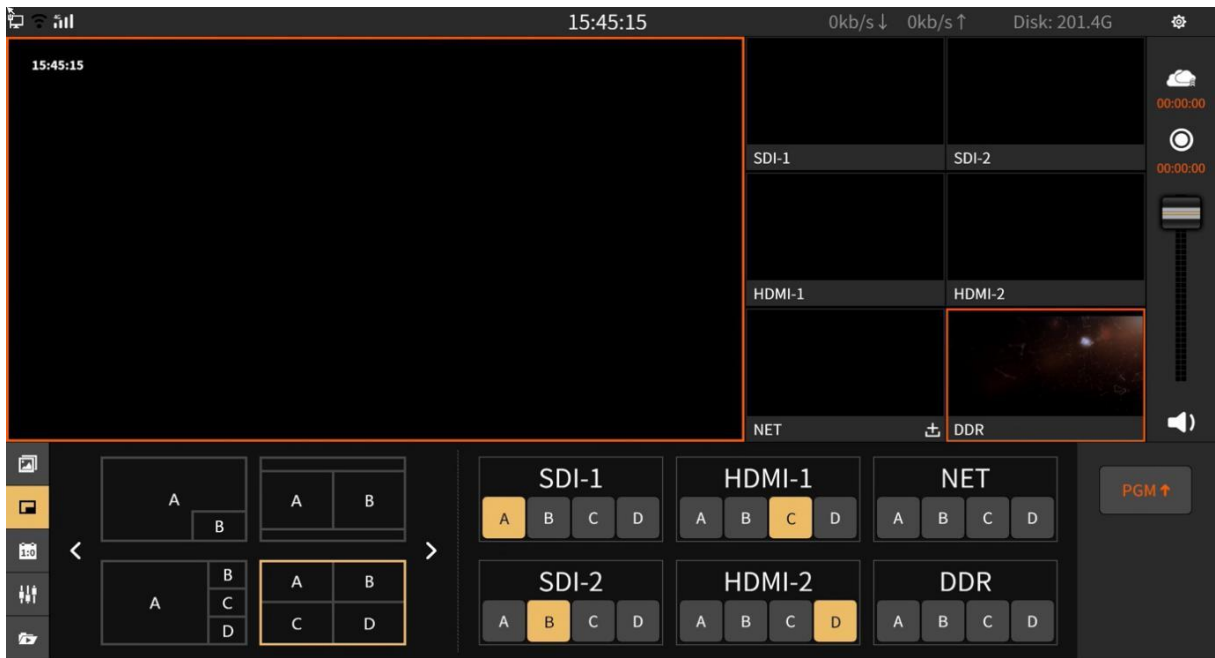 15:45:15 0kb/s↓ 0kb/s↑ Disk: 201.4G
15:45:15
00:00:00
00:00:00
SDI-1 SDI-2
HDMI-1 HDMI-2
NET DDR
A B
A B
A B C D
A B C D
1:0
SDI-1 HDMI-1 NET
A B C D A B C D A B C D
SDI-2 HDMI-2 DDR
A B C D A B C D A B C D
PGM↑